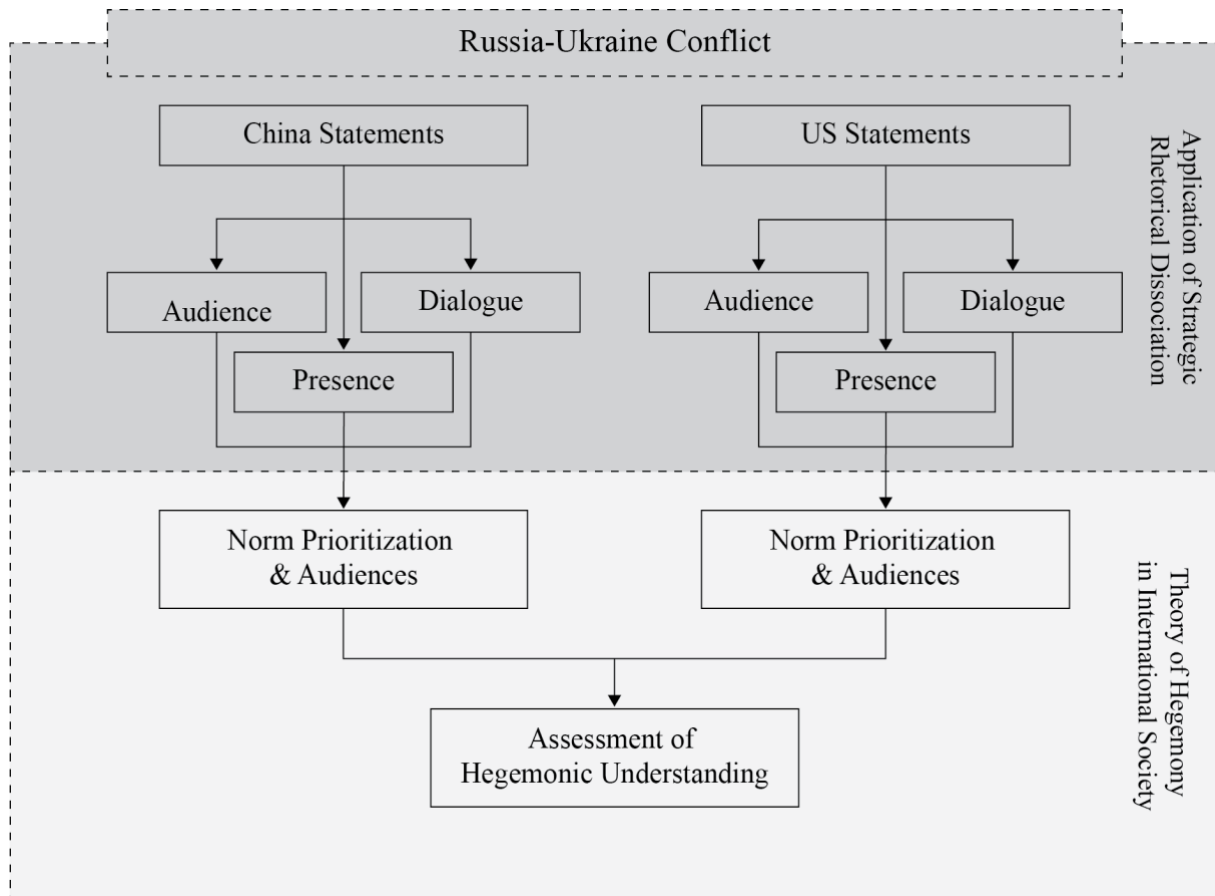 Russia-Ukraine Conflict
China Statements
US Statements
Audience
Dialogue
Presence
Audience
Dialogue
Presence
Application of Strategic
Rhetorical Dissociation
Norm Prioritization
& Audiences
Norm Prioritization
& Audiences
Assessment of
Hegemonic Understanding
Theory of Hegemony
in International Society